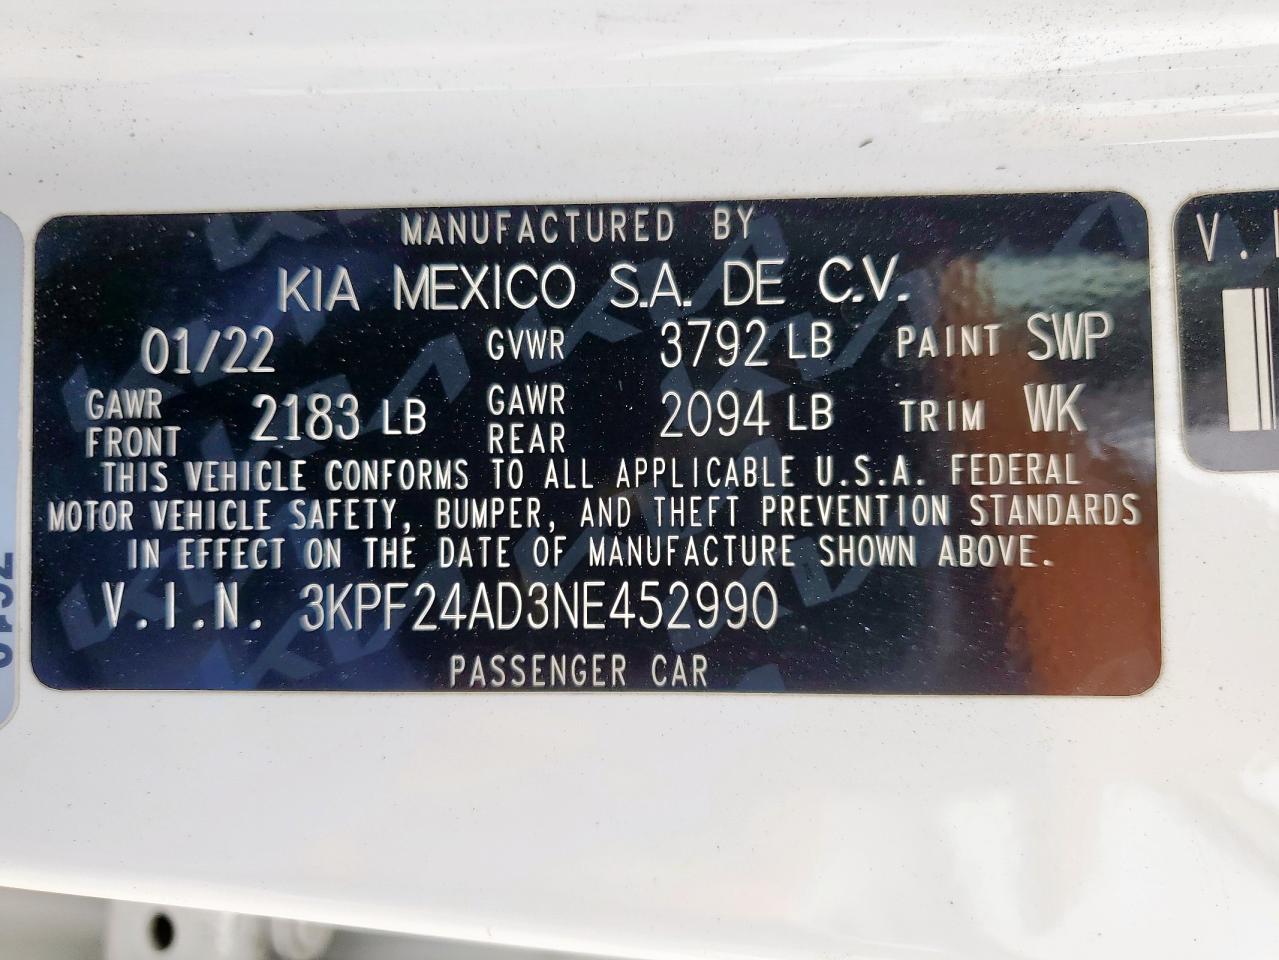 MANUFACTURED BY
KIA MEXICO S.A. DE C.V.
01/22 GVWR 3792 LB PAINT SWP
GAWR FRONT 2183 LB GAWR REAR 2094 LB TRIM WK
THIS VEHICLE CONFORMS TO ALL APPLICABLE U.S.A. FEDERAL
MOTOR VEHICLE SAFETY, BUMPER, AND THEFT PREVENTION STANDARDS
IN EFFECT ON THE DATE OF MANUFACTURE SHOWN ABOVE.
V.I.N. 3KPF24AD3NE452990
PASSENGER CAR